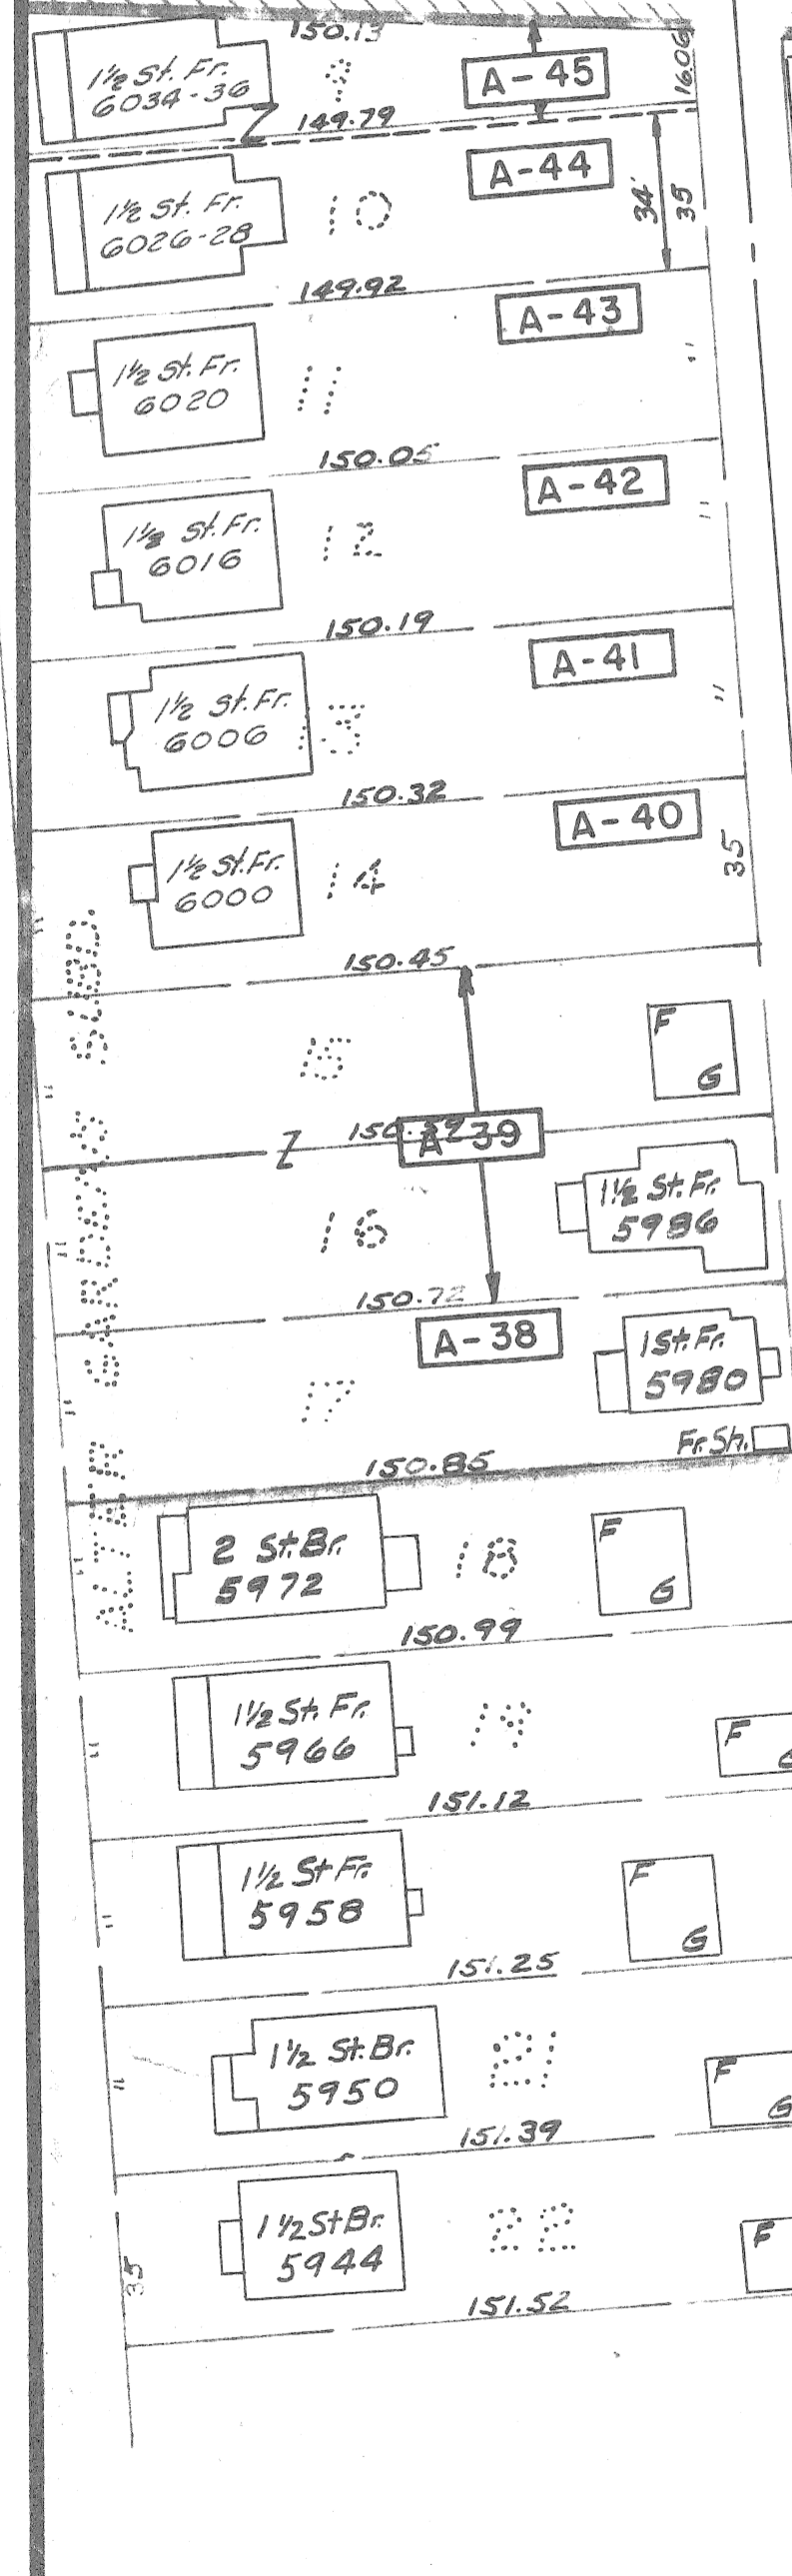 150.13
1½ St. Fr.
6034-36
9
A-45
16.06
Z 149.79
A-44
1½ St. Fr.
6026-28
10
34'
35
149.92
A-43
1½ St. Fr.
6020
11
"
150.05
A-42
1½ St. Fr.
6016
12
"
150.19
A-41
1½ St. Fr.
6006
13
"
150.32
A-40
1½ St. Fr.
6000
14
35
150.45
"
ALTAIR GARDEN'S SUBD.
15
F
G
"
Z
A-39
16
1½ St. Fr.
5986
"
150.72
A-38
1 St. Fr.
5980
17
"
Fr. Sh.
150.85
2 St. Br.
5972
18
F
G
"
150.99
1½ St. Fr.
5966
19
F
"
151.12
1½ St Fr.
5958
F
G
"
151.25
1½ St. Br.
5950
21
F
G
"
151.39
1½ St Br.
5944
22
F
35
151.52